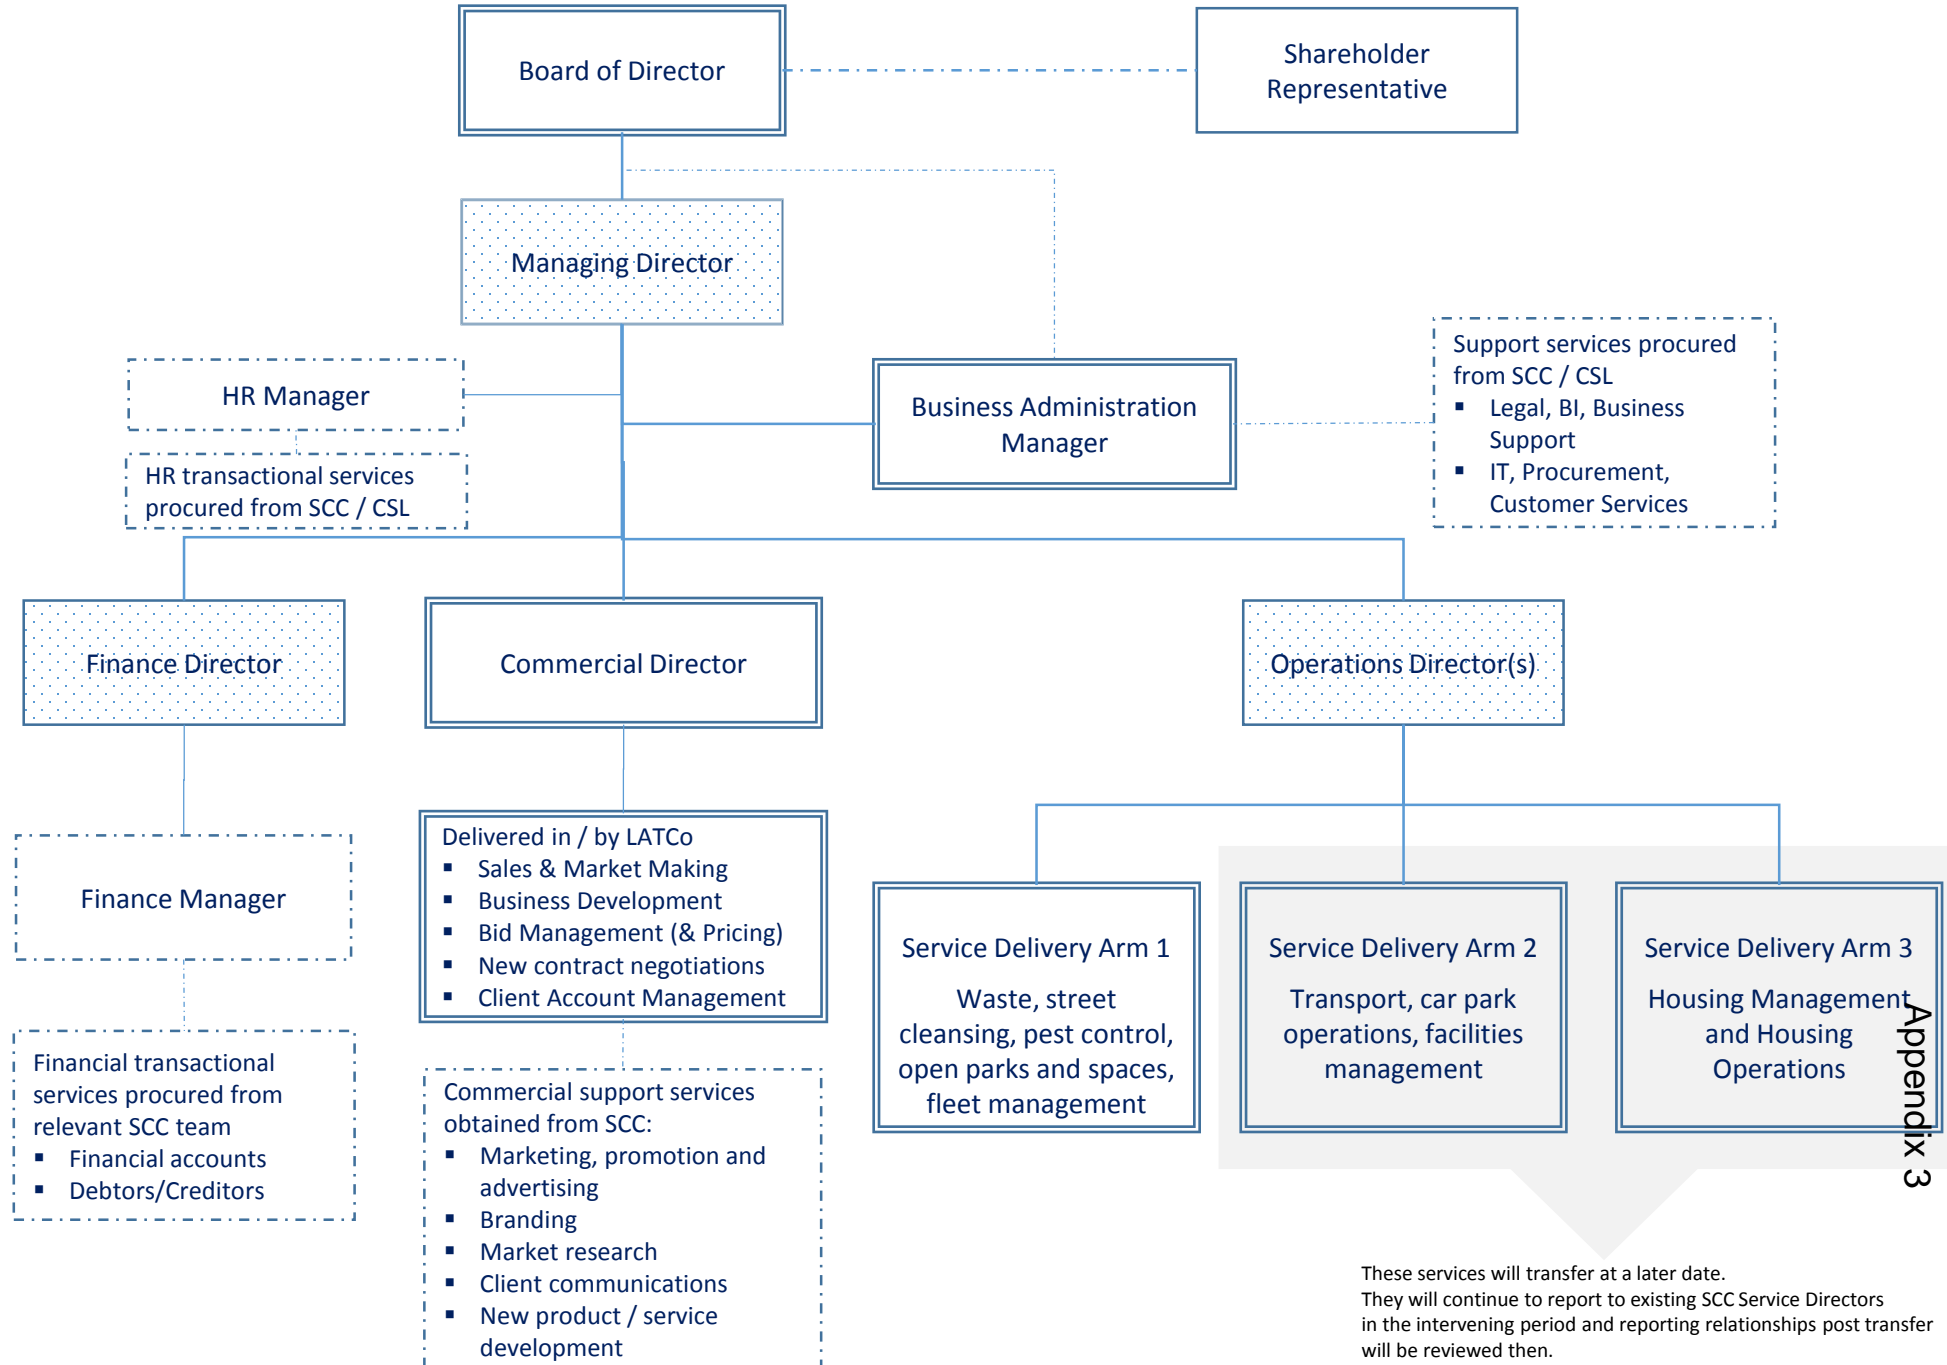 Board of Director
Shareholder
Representative
Managing Director
HR Manager
HR transactional services
procured from SCC / CSL
Business Administration
Manager
Support services procured
from SCC / CSL
▪ Legal, BI, Business
Support
▪ IT, Procurement,
Customer Services
Finance Director
Commercial Director
Operations Director(s)
Finance Manager
Financial transactional
services procured from
relevant SCC team
▪ Financial accounts
▪ Debtors/Creditors
Delivered in / by LATCo
▪ Sales & Market Making
▪ Business Development
▪ Bid Management (& Pricing)
▪ New contract negotiations
▪ Client Account Management
Commercial support services
obtained from SCC:
▪ Marketing, promotion and
advertising
▪ Branding
▪ Market research
▪ Client communications
▪ New product / service
development
Service Delivery Arm 1
Waste, street
cleansing, pest control,
open parks and spaces,
fleet management
Service Delivery Arm 2
Transport, car park
operations, facilities
management
Service Delivery Arm 3
Housing Management
and Housing
Operations
Appendix 3
These services will transfer at a later date.
They will continue to report to existing SCC Service Directors
in the intervening period and reporting relationships post transfer
will be reviewed then.